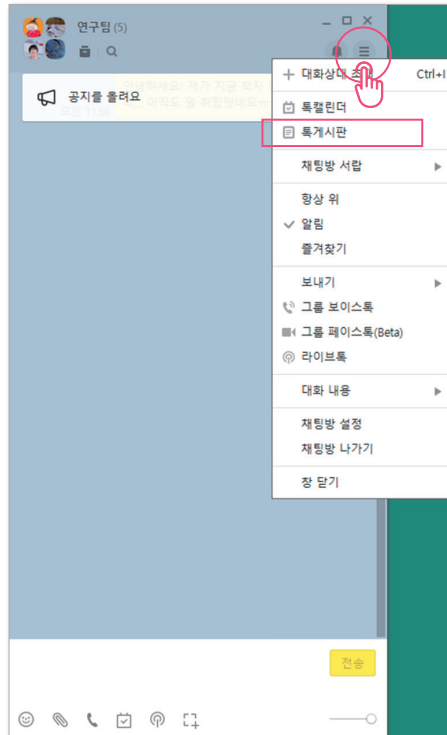 연구팀 (5)
공지를 올려요
대화상대 초 Ctrl+I
톡캘린더
톡게시판
채팅방 서랍
항상 위
알림
즐겨찾기
보내기
그룹 보이스톡
그룹 페이스톡(Beta)
라이브톡
대화 내용
채팅방 설정
채팅방 나가기
창 닫기
전송